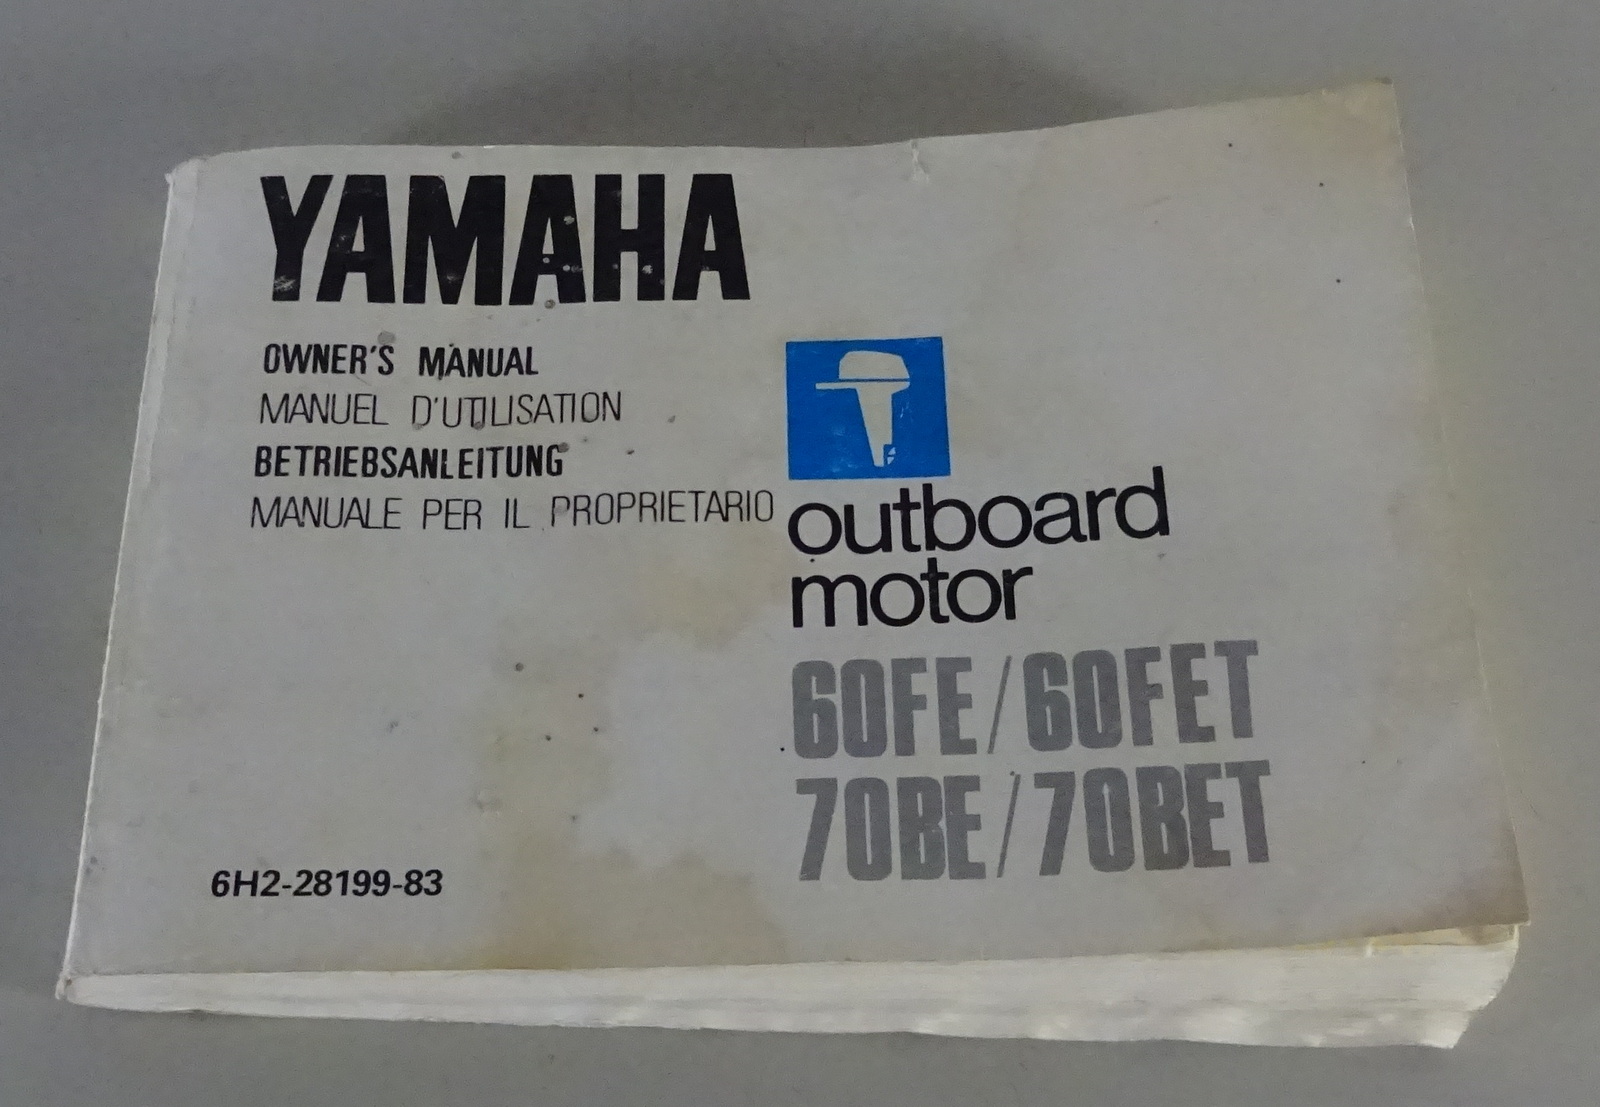 YAMAHA
OWNER'S MANUAL
MANUEL D'UTILISATION
BETRIEBSANLEITUNG
MANUALE PER IL PROPRIETARIO
outboard
motor
60FE/60FET
70BE/70BET
6H2-28199-83